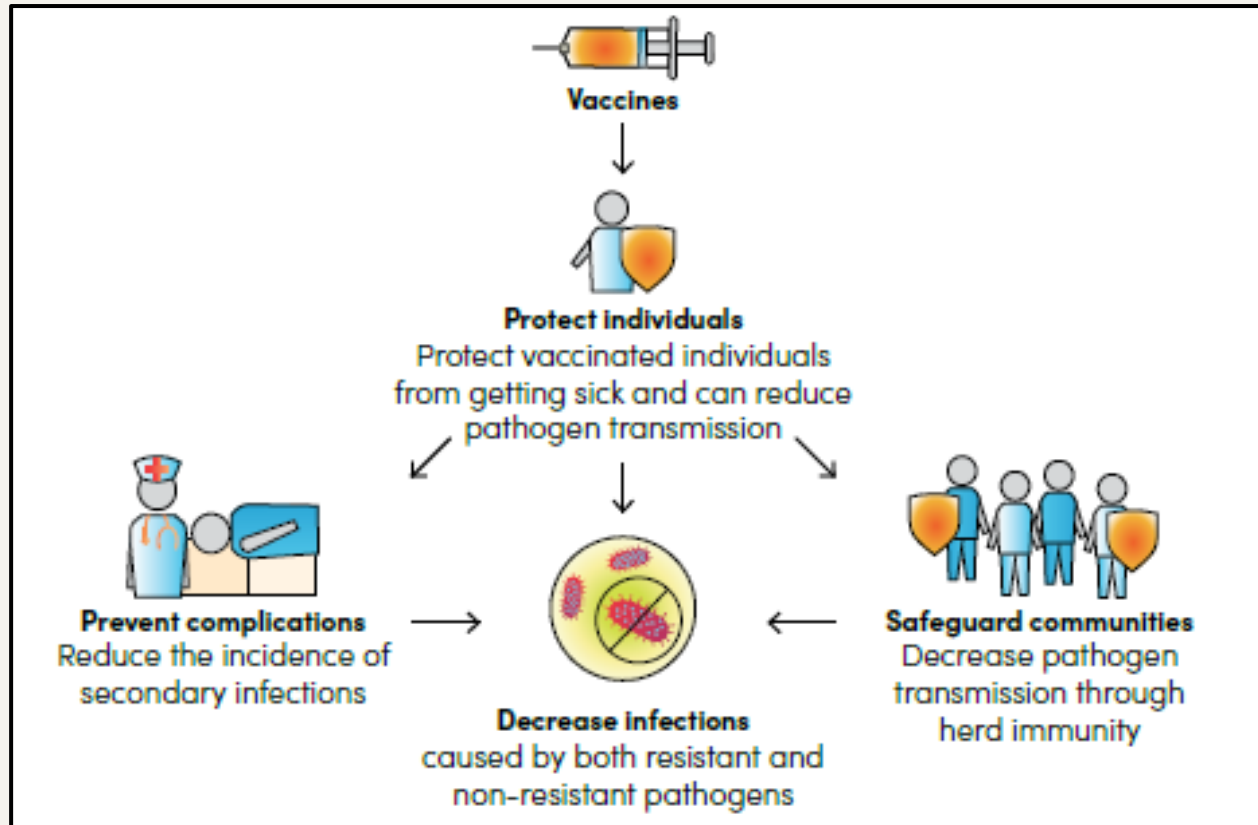 Vaccines
Protect individuals
Protect vaccinated individuals
from getting sick and can reduce
pathogen transmission
Prevent complications
Reduce the incidence of
secondary infections
Decrease infections
caused by both resistant and
non-resistant pathogens
Safeguard communities
Decrease pathogen
transmission through
herd immunity